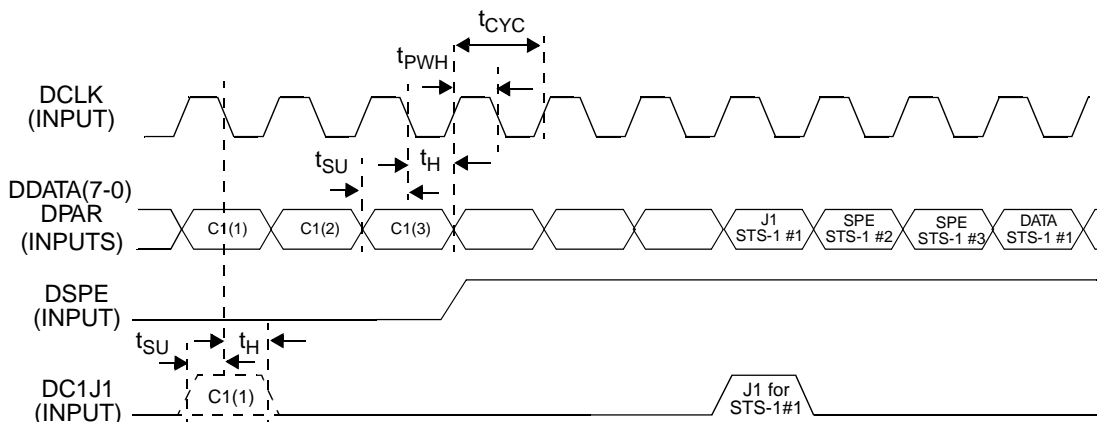 tCYC
tPWH
DCLK
(INPUT)
tSU
tH
DDATA(7-0)
DPAR
(INPUTS)
C1(1)
C1(2)
C1(3)
J1
STS-1 #1
SPE
STS-1 #2
SPE
STS-1 #3
DATA
STS-1 #1
DSPE
(INPUT)
tSU
tH
DC1J1
(INPUT)
C1(1)
J1 for
STS-1#1